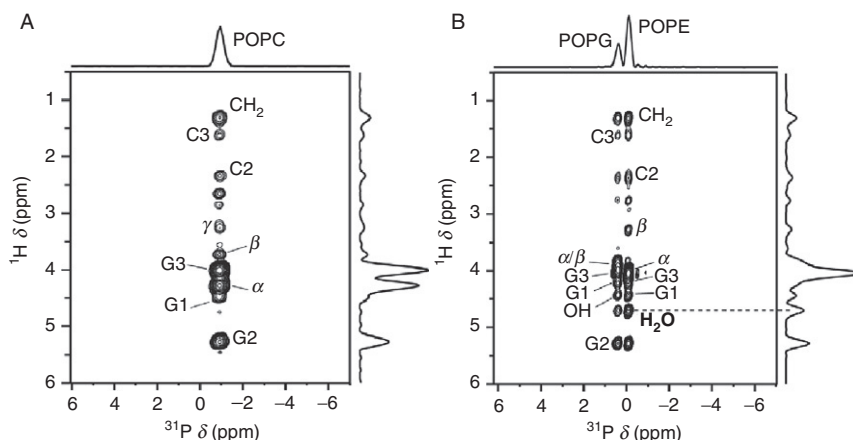 A
POPC
1
2
3
4
5
6
¹H δ (ppm)
CH₂
C3
C2
γ
β
G3
α
G1
G2
6 4 2 0 −2 −4 −6
³¹P δ (ppm)
B
POPG
POPE
1
2
3
4
5
6
¹H δ (ppm)
CH₂
C3
C2
β
α/β
α
G3
G3
G1
G1
OH
H₂O
G2
6 4 2 0 −2 −4 −6
³¹P δ (ppm)